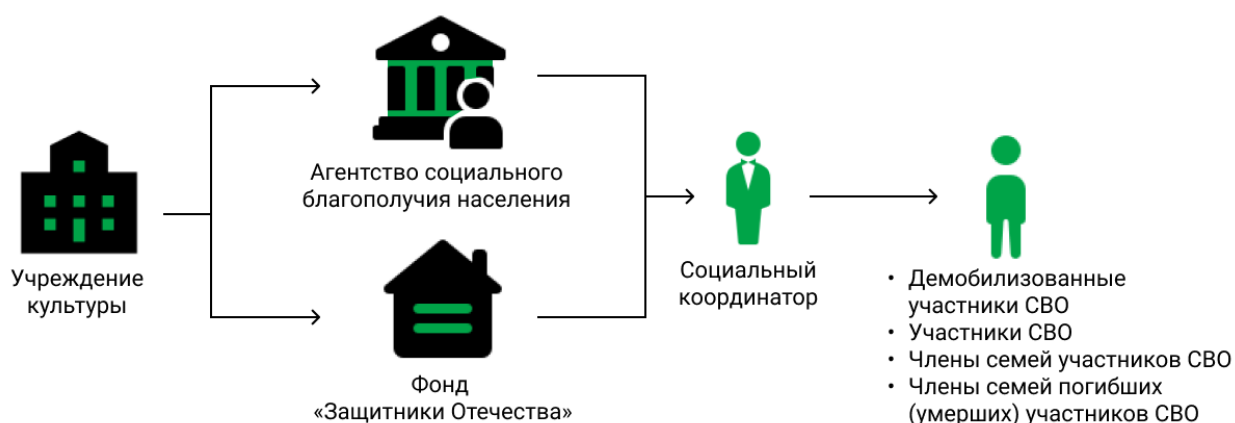 Агентство социального
благополучия населения
Учреждение
культуры
Фонд
«Защитники Отечества»
Социальный
координатор
• Демобилизованные
участники СВО
• Участники СВО
• Члены семей участников СВО
• Члены семей погибших
(умерших) участников СВО